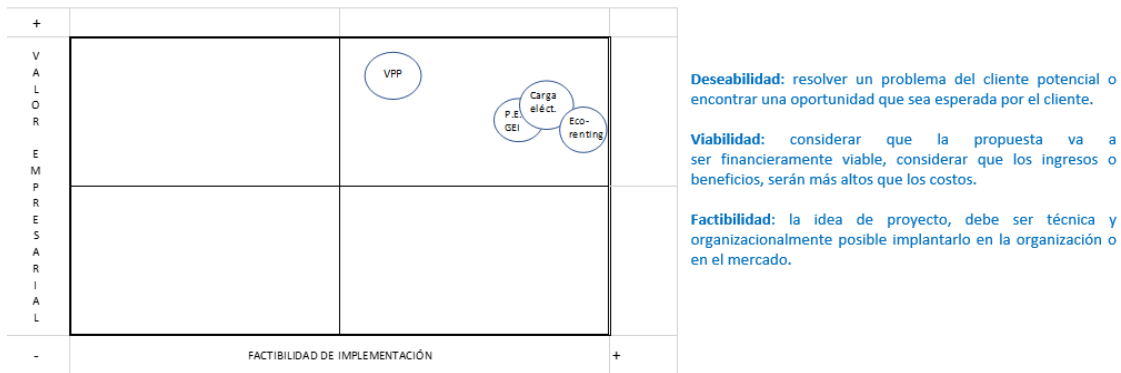 +
V
A
L
O
R
E
M
P
R
E
S
A
R
I
A
L
-
VPP
Carga
eléct.
P.E.
GEI
Eco-
renting
FACTIBILIDAD DE IMPLEMENTACIÓN
+
Deseabilidad: resolver un problema del cliente potencial o
encontrar una oportunidad que sea esperada por el cliente.
Viabilidad: considerar que la propuesta va a
ser financieramente viable, considerar que los ingresos o
beneficios, serán más altos que los costos.
Factibilidad: la idea de proyecto, debe ser técnica y
organizacionalmente posible implantarlo en la organización o
en el mercado.